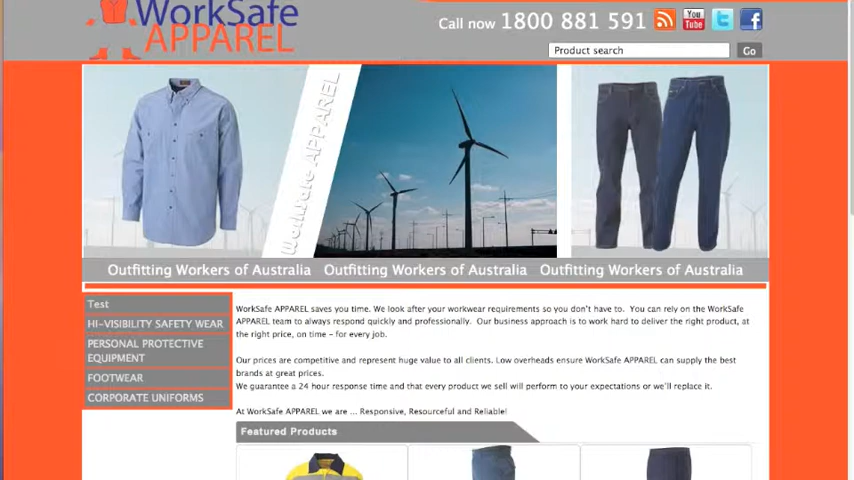 WorkSafe
APPAREL
Call now 1800 881 591
You
Tube
Product search
Go
WorkSafe APPAREL
Outfitting Workers of Australia Outfitting Workers of Australia Outfitting Workers of Australia
Test
HI-VISIBILITY SAFETY WEAR
PERSONAL PROTECTIVE
EQUIPMENT
FOOTWEAR
CORPORATE UNIFORMS
WorkSafe APPAREL saves you time. We look after your workwear requirements so you don't have to. You can rely on the WorkSafe
APPAREL team to always respond quickly and professionally. Our business approach is to work hard to deliver the right product, at
the right price, on time – for every job.
Our prices are competitive and represent huge value to all clients. Low overheads ensure WorkSafe APPAREL can supply the best
brands at great prices.
We guarantee a 24 hour response time and that every product we sell will perform to your expectations or we'll replace it.
At WorkSafe APPAREL we are ... Responsive, Resourceful and Reliable!
Featured Products